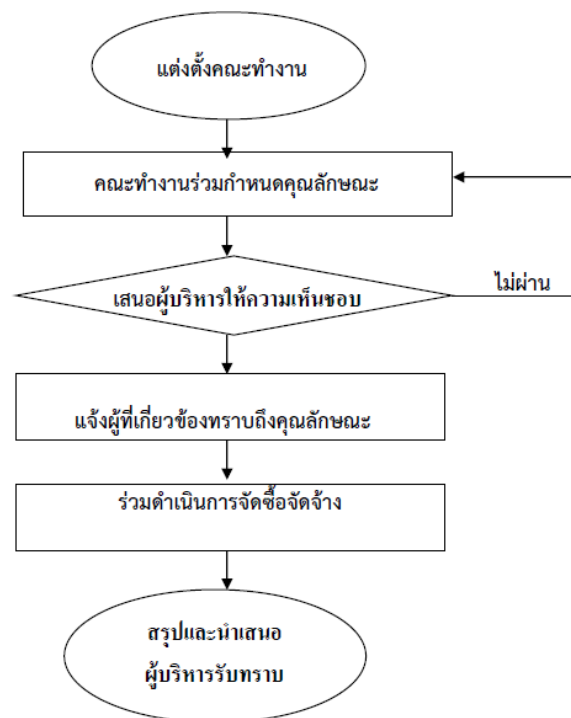 แต่งตั้งคณะทำงาน
คณะทำงานร่วมกำหนดคุณลักษณะ
เสนอผู้บริหารให้ความเห็นชอบ
ไม่ผ่าน
แจ้งผู้ที่เกี่ยวข้องทราบถึงคุณลักษณะ
ร่วมดำเนินการจัดซื้อจัดจ้าง
สรุปและนำเสนอ
ผู้บริหารรับทราบ